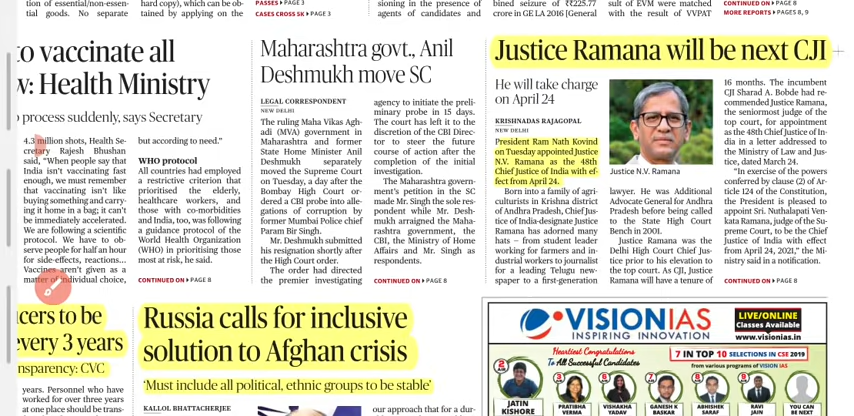 tion of essential/non-essen-
tial goods. No separate
hard copy), which can be ob-
tained by applying on the
PASSES ▸ PAGE 3
CASES CROSS 5K ▸ PAGE 3
sioning in the presence of
agents of candidates and
bined seizure of ₹225.77
crore in GE LA 2016 [General
sult of EVM were matched
with the result of VVPAT
CONTINUED ON ▸ PAGE 8
MORE REPORTS ▸ PAGES 8, 9
to vaccinate all
w: Health Ministry
process suddenly, says Secretary
4.3 million shots, Health Se-
cretary Rajesh Bhushan
said, “When people say that
India isn’t vaccinating fast
enough, we must remember
that vaccinating isn’t like
buying something and carry-
ing it home in a bag; it can’t
be immediately accelerated.
We are following a scientific
protocol. We have to ob-
serve people for half an hour
for side-effects, reactions...
Vaccines aren’t given as a
matter of individual choice,
but according to need.”
WHO protocol
All countries had employed
a restrictive criterion that
prioritised the elderly,
healthcare workers, and
those with co-morbidities
and India, too, was following
a guidance protocol of the
World Health Organization
(WHO) in prioritising those
most at risk, he said.
CONTINUED ON ▸ PAGE 8
Maharashtra govt., Anil
Deshmukh move SC
LEGAL CORRESPONDENT
NEW DELHI
The ruling Maha Vikas Agh-
adi (MVA) government in
Maharashtra and former
State Home Minister Anil
Deshmukh separately
moved the Supreme Court
on Tuesday, a day after the
Bombay High Court or-
dered a CBI probe into alle-
gations of corruption by
former Mumbai Police chief
Param Bir Singh.
Mr. Deshmukh submitted
his resignation shortly after
the High Court order.
The order had directed
the premier investigating
agency to initiate the preli-
minary probe in 15 days.
The court has left it to the
discretion of the CBI Direc-
tor to steer the future
course of action after the
completion of the initial
investigation.
The Maharashtra govern-
ment’s petition in the SC
made Mr. Singh the sole res-
pondent while Mr. Desh-
mukh arraigned the Maha-
rashtra government, the
CBI, the Ministry of Home
Affairs and Mr. Singh as
respondents.
CONTINUED ON ▸ PAGE 8
Justice Ramana will be next CJI
He will take charge
on April 24
KRISHNADAS RAJAGOPAL
NEW DELHI
President Ram Nath Kovind
on Tuesday appointed Justice
N.V. Ramana as the 48th
Chief Justice of India with ef-
fect from April 24.
Born into a family of agri-
culturists in Krishna district
of Andhra Pradesh, Chief Jus-
tice of India-designate Justice
Ramana has adorned many
hats – from student leader
working for farmers and in-
dustrial workers to journalist
for a leading Telugu new-
spaper to a first-generation
Justice N.V. Ramana
lawyer. He was Additional
Advocate General for Andhra
Pradesh before being called
to the State High Court
Bench in 2001.
Justice Ramana was the
Delhi High Court Chief Jus-
tice prior to his elevation to
the top court. As CJI, Justice
Ramana will have a tenure of
16 months. The incumbent
CJI Sharad A. Bobde had re-
commended Justice Ramana,
the seniormost judge of the
top court, for appointment
as the 48th Chief Justice of In-
dia in a letter addressed to
the Ministry of Law and Jus-
tice, dated March 24.
“In exercise of the powers
conferred by clause (2) of Ar-
ticle 124 of the Constitution,
the President is pleased to
appoint Sri. Nuthalapati Ven-
kata Ramana, judge of the Su-
preme Court, to be the Chief
Justice of India with effect
from April 24, 2021,” the Mi-
nistry said in a notification.
CONTINUED ON ▸ PAGE 8
cers to be
every 3 years
nsparency: CVC
years. Personnel who have
worked for over three years
at one place should be trans-
Russia calls for inclusive
solution to Afghan crisis
‘Must include all political, ethnic groups to be stable’
KALLOL BHATTACHERJEE
our approach that for a dur-
VISIONIAS
INSPIRING INNOVATION
LIVE/ONLINE
Classes Available
www.visionias.in
Heartiest Congratulations
To All Successful Candidates
7 IN TOP 10 SELECTIONS IN CSE 2019
from various programs of VISION IAS
JATIN
KISHORE
PRATIBHA
VERMA
VISHAKHA
YADAV
GANESH K
BASKAR
ABHISHEK
SARAF
RAVI
JAIN
YOU CAN
BE NEXT